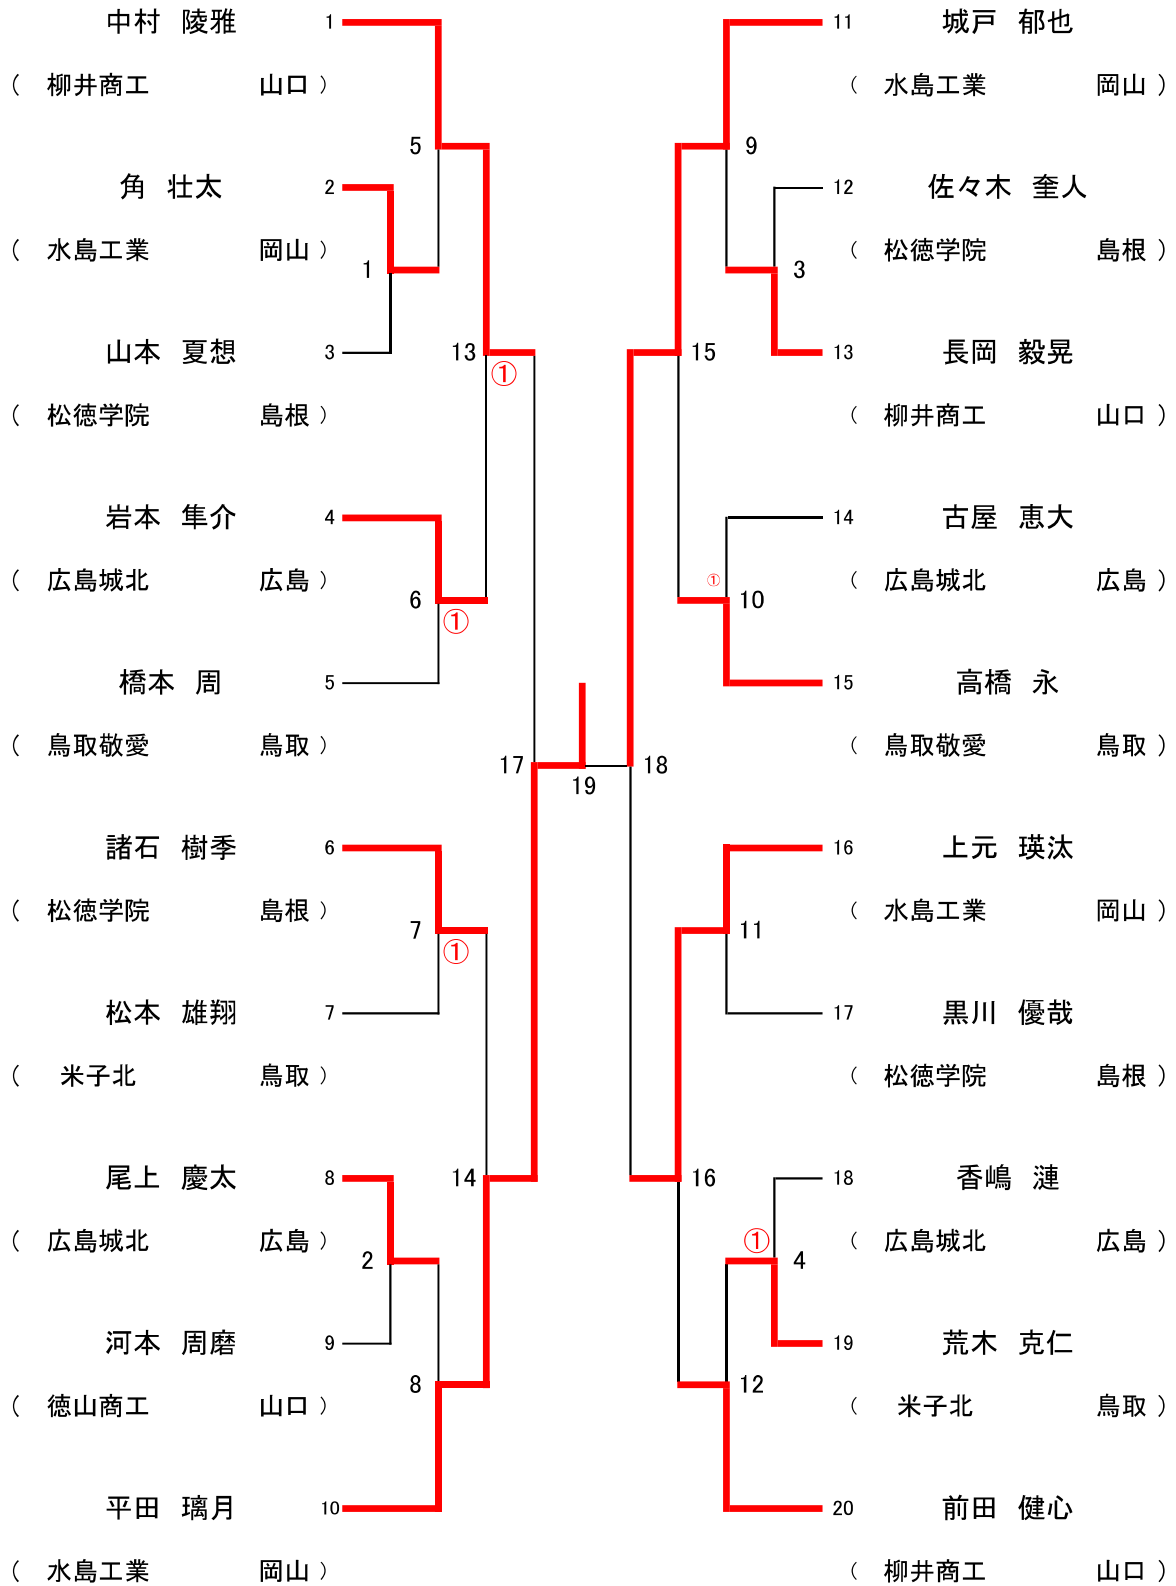 中村 陵雅 1 11 城戸 郁也
( 柳井商工 山口 ) ( 水島工業 岡山 )
5 9
角 壮太 2 12 佐々木 奎人
( 水島工業 岡山 ) 1 3 ( 松徳学院 島根 )
山本 夏想 3 13 15 13 長岡 毅晃
①
( 松徳学院 島根 ) ( 柳井商工 山口 )
岩本 隼介 4 14 古屋 恵大
( 広島城北 広島 ) ① ( 広島城北 広島 )
6 10
①
橋本 周 5 15 高橋 永
( 鳥取敬愛 鳥取 ) ( 鳥取敬愛 鳥取 )
17 18
19
諸石 樹季 6 16 上元 瑛汰
( 松徳学院 島根 ) ( 水島工業 岡山 )
7 11
①
松本 雄翔 7 17 黒川 優哉
( 米子北 鳥取 ) ( 松徳学院 島根 )
尾上 慶太 8 14 16 18 香嶋 漣
( 広島城北 広島 ) ① ( 広島城北 広島 )
2 4
河本 周磨 9 19 荒木 克仁
8 12
( 徳山商工 山口 ) ( 米子北 鳥取 )
平田 璃月 10 20 前田 健心
( 水島工業 岡山 ) ( 柳井商工 山口 )